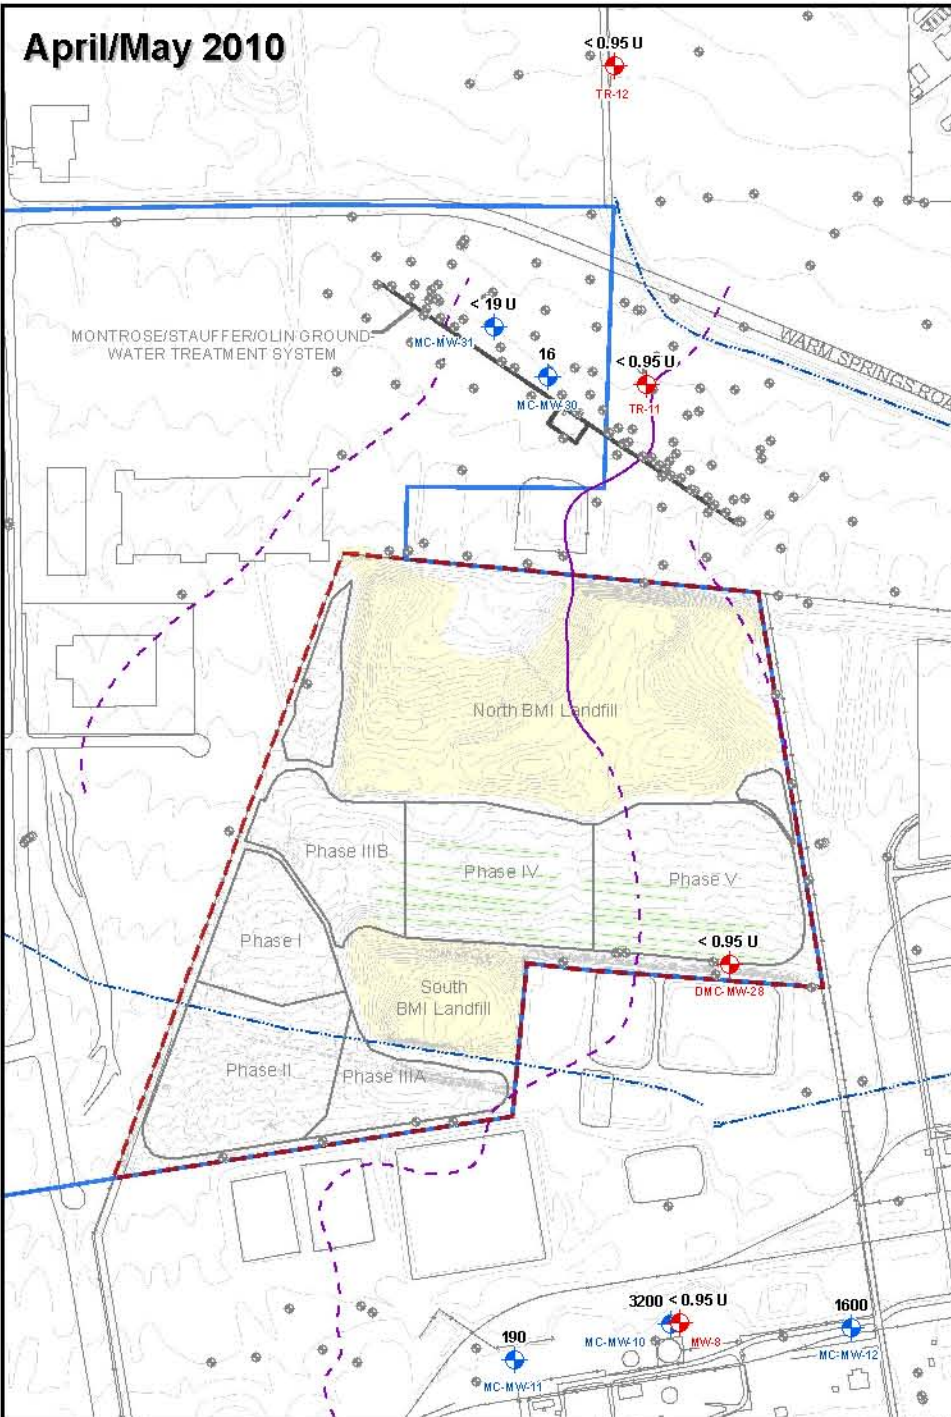 April/May 2010
< 0.95 U
TR-12
WARM SPRINGS ROA
MONTROSE/STAUFFER/OLIN GROUND-
WATER TREATMENT SYSTEM
< 19 U
MC-MW-31
16
MC-MW-30
< 0.95 U
TR-11
North BMI Landfill
Phase IIIB
Phase IV
Phase V
Phase I
< 0.95 U
DMC-MW-28
South
BMI Landfill
Phase II
Phase IIIA
3200 < 0.95 U
MC-MW-10 MW-8
1600
MC-MW-12
190
MC-MW-11